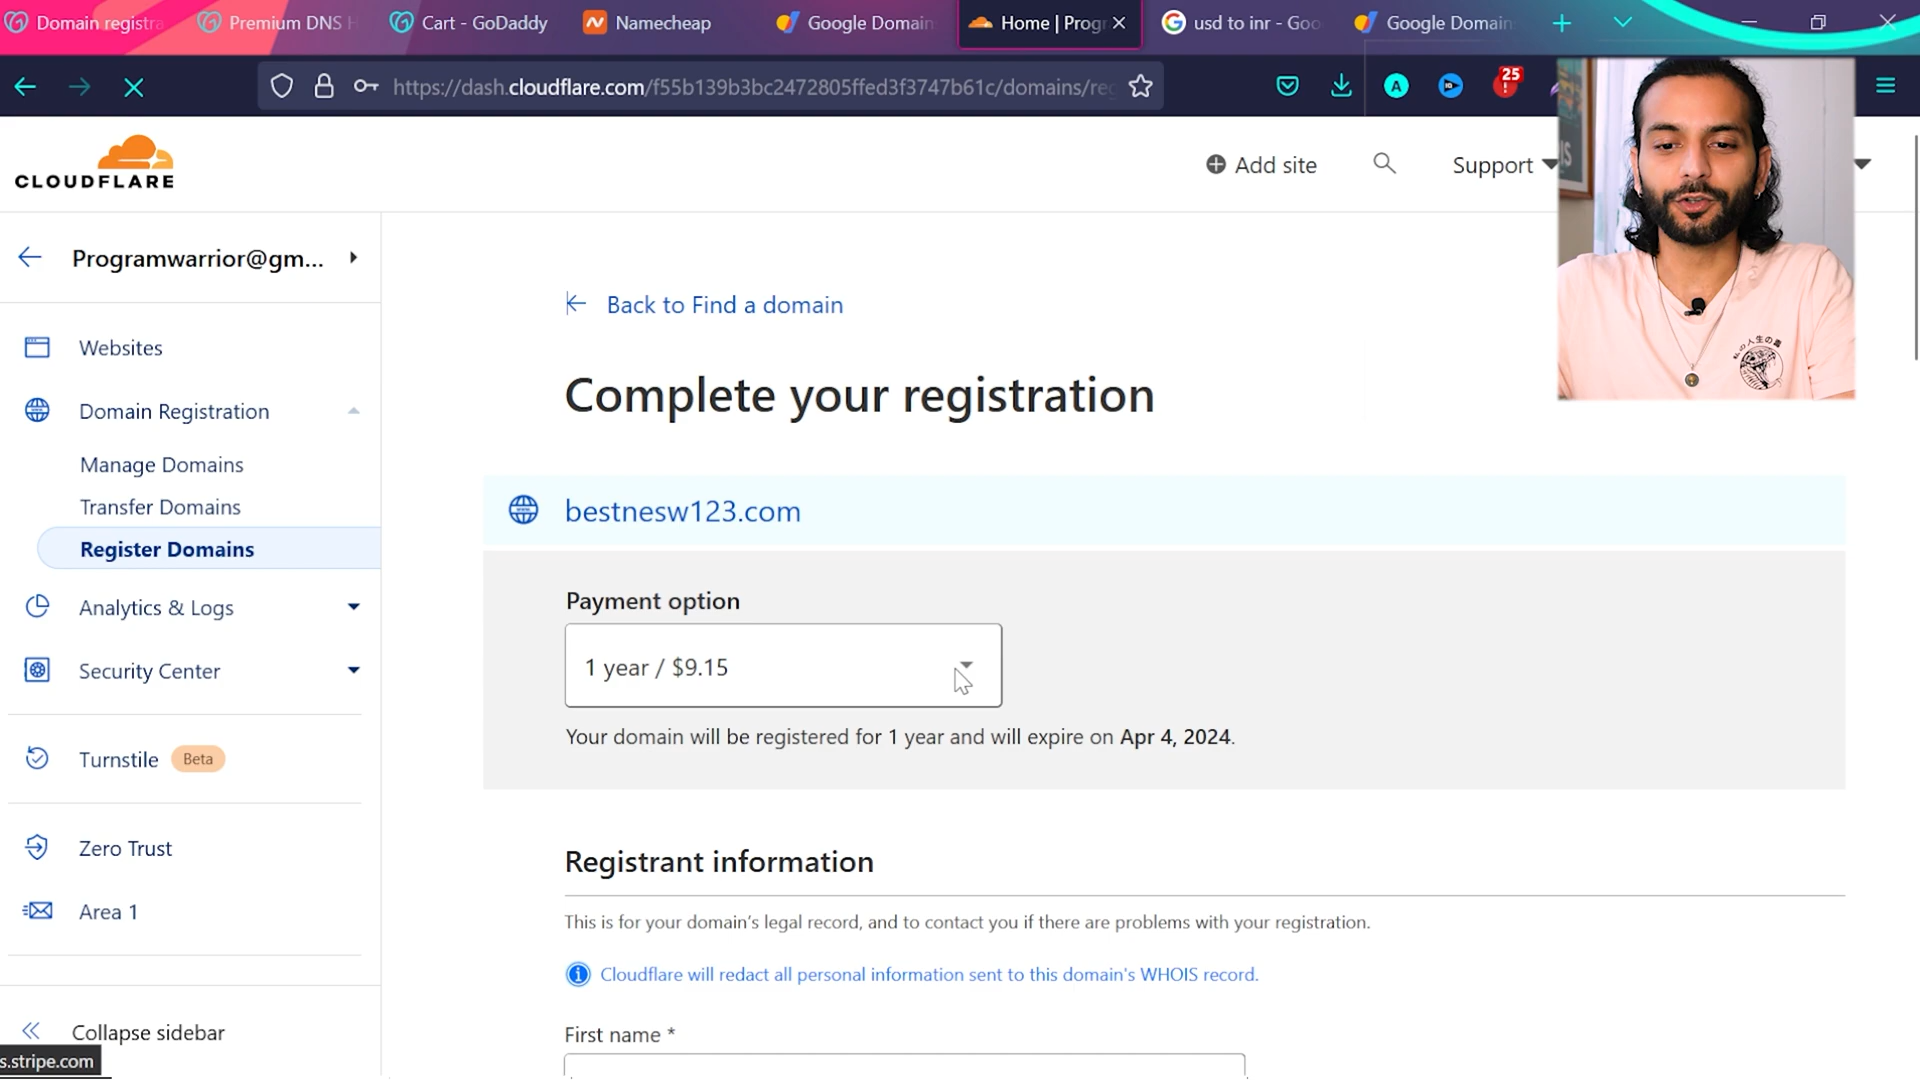 Domain registra
Premium DNS H
Cart - GoDaddy
Namecheap
Google Domain
Home | Progr
usd to inr - Goo
Google Domain
https://dash.cloudflare.com/f55b139b3bc2472805ffed3f3747b61c/domains/reg
A
25
CLOUDFLARE
Add site
Support
Programwarrior@gm...
Websites
Domain Registration
Manage Domains
Transfer Domains
Register Domains
Analytics & Logs
Security Center
Turnstile Beta
Zero Trust
Area 1
Collapse sidebar
s.stripe.com
Back to Find a domain
Complete your registration
bestnesw123.com
Payment option
1 year / $9.15
Your domain will be registered for 1 year and will expire on Apr 4, 2024.
Registrant information
This is for your domain's legal record, and to contact you if there are problems with your registration.
Cloudflare will redact all personal information sent to this domain's WHOIS record.
First name *